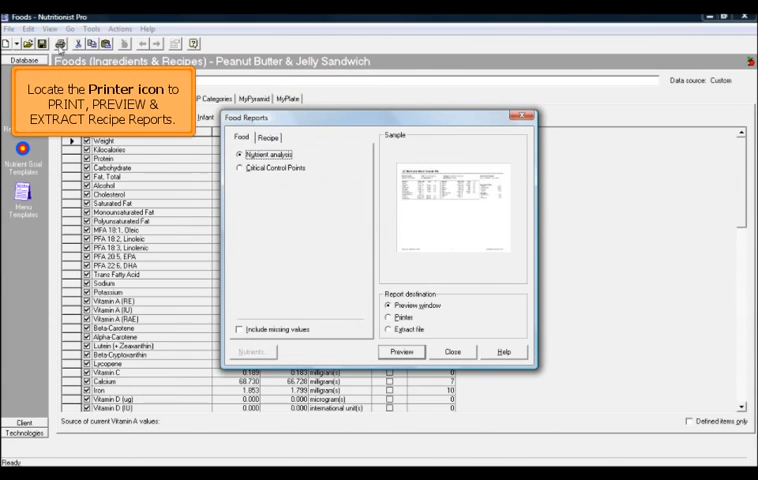 Foods - Nutritionist Pro
File Edit View Go Tools Actions Help
Database
Foods (Ingredients & Recipes) - Peanut Butter & Jelly Sandwich
Data source: Custom
Locate the Printer icon to
PRINT, PREVIEW &
EXTRACT Recipe Reports.
P Categories MyPyramid MyPlate
Infant
Nutrient Goal
Templates
Menu
Templates
Weight
Kilocalories
Protein
Carbohydrate
Fat, Total
Alcohol
Cholesterol
Saturated Fat
Monounsaturated Fat
Polyunsaturated Fat
MFA 18:1, Oleic
PFA 18:2, Linoleic
PFA 18:3, Linolenic
PFA 20:5, EPA
PFA 22:6, DHA
Trans Fatty Acid
Sodium
Potassium
Vitamin A (RE)
Vitamin A (IU)
Vitamin A (RAE)
Beta-Carotene
Alpha-Carotene
Lutein (+ Zeaxanthin)
Beta-Cryptoxanthin
Lycopene
Vitamin C 0.189 0.183 milligram(s) 0
Calcium 68.730 66.728 milligram(s) 7
Iron 1.853 1.799 milligram(s) 10
Vitamin D (ug) 0.000 0.000 microgram(s) 0
Vitamin D (IU) 0.000 0.000 international unit(s) 0
Food Reports
Food Recipe
Nutrient analysis
Critical Control Points
Include missing values
Sample
Report destination
Preview window
Printer
Extract file
Nutrients...
Preview Close Help
Client
Technologies
Source of current Vitamin A values:
Defined items only
Ready